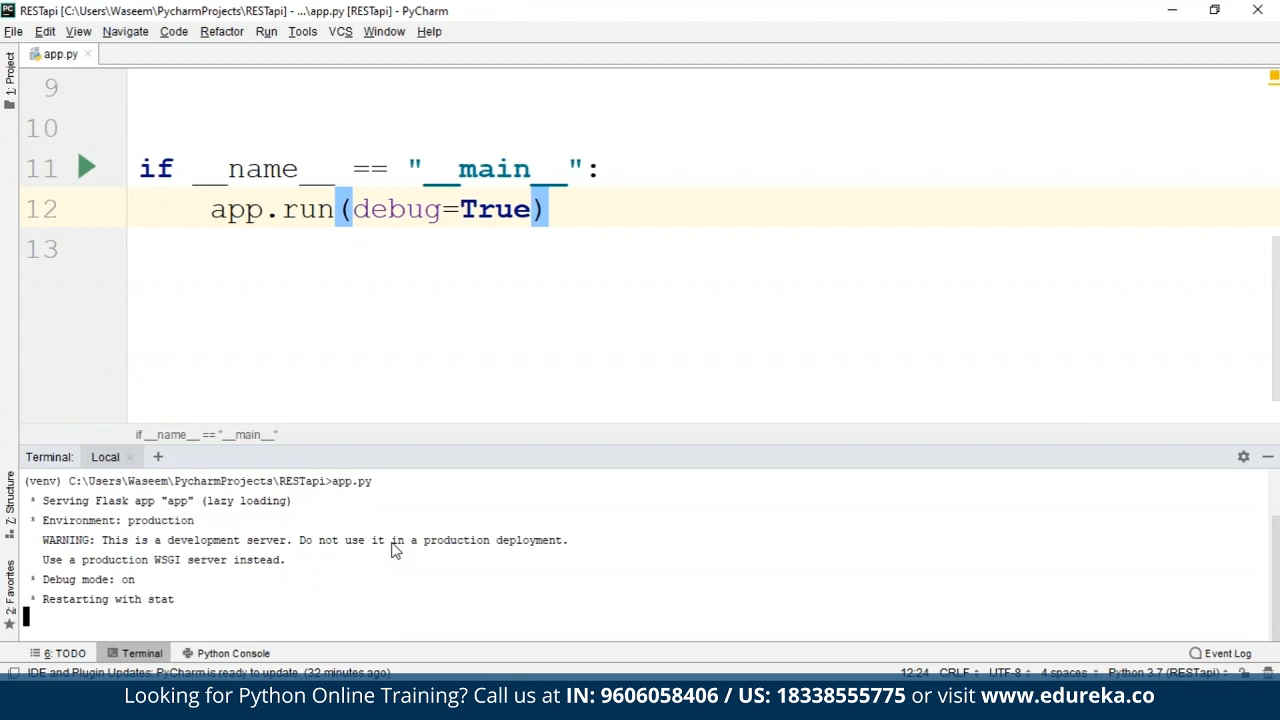 RESTapi [C:\Users\Waseem\PycharmProjects\RESTapi] - ...\app.py [RESTapi] - PyCharm
File Edit View Navigate Code Refactor Run Tools VCS Window Help
app.py
1: Project
9
10
11 if __name__ == "__main__":
12 app.run(debug=True)
13
if __name__ == "__main__"
Terminal: Local +
(venv) C:\Users\Waseem\PycharmProjects\RESTapi>app.py
* Serving Flask app "app" (lazy loading)
* Environment: production
WARNING: This is a development server. Do not use it in a production deployment.
Use a production WSGI server instead.
* Debug mode: on
* Restarting with stat
7: Structure
2: Favorites
6: TODO Terminal Python Console Event Log
IDE and Plugin Updates: PyCharm is ready to update. (32 minutes ago) 12:24 CRLF UTF-8 4 spaces Python 3.7 (RESTapi)
Looking for Python Online Training? Call us at IN: 9606058406 / US: 18338555775 or visit www.edureka.co